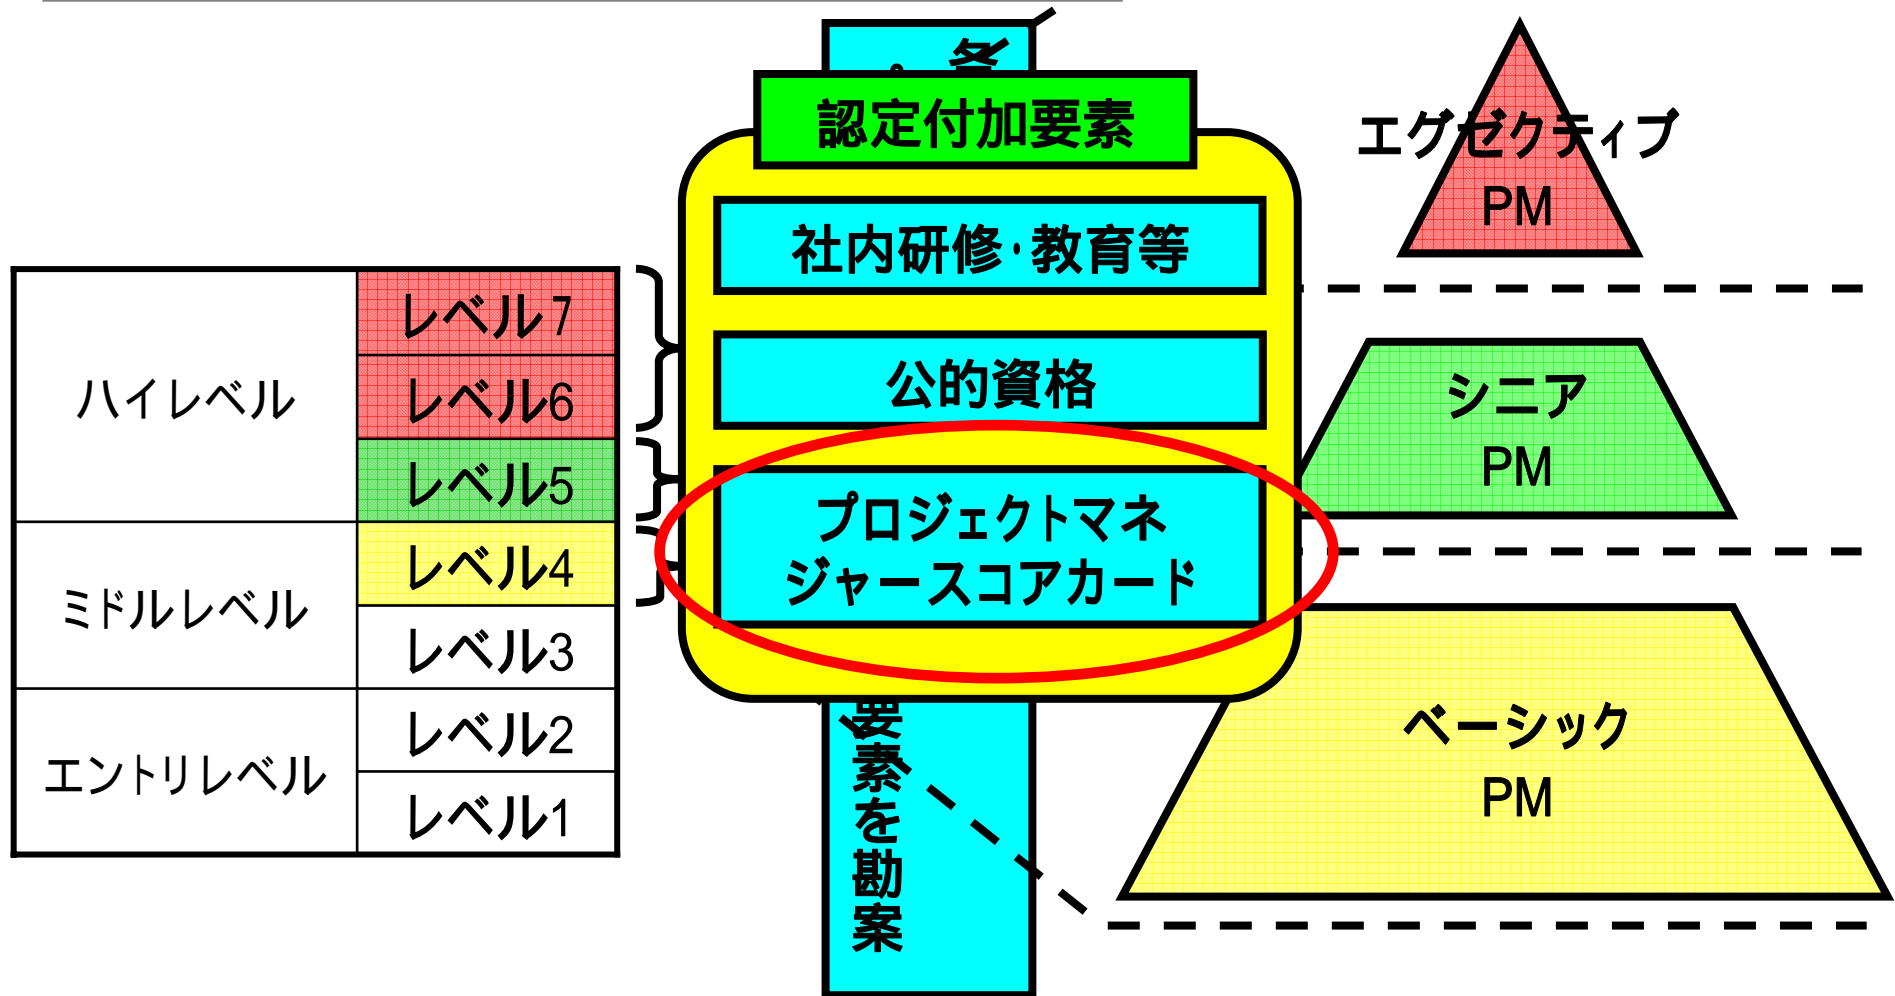 認定付加要素
社内研修・教育等
公的資格
プロジェクトマネ
ジャースコアカード
要素を勘案
ハイレベル
レベル7
レベル6
レベル5
ミドルレベル
レベル4
レベル3
エントリレベル
レベル2
レベル1
エグゼクティブ
PM
シニア
PM
ベーシック
PM